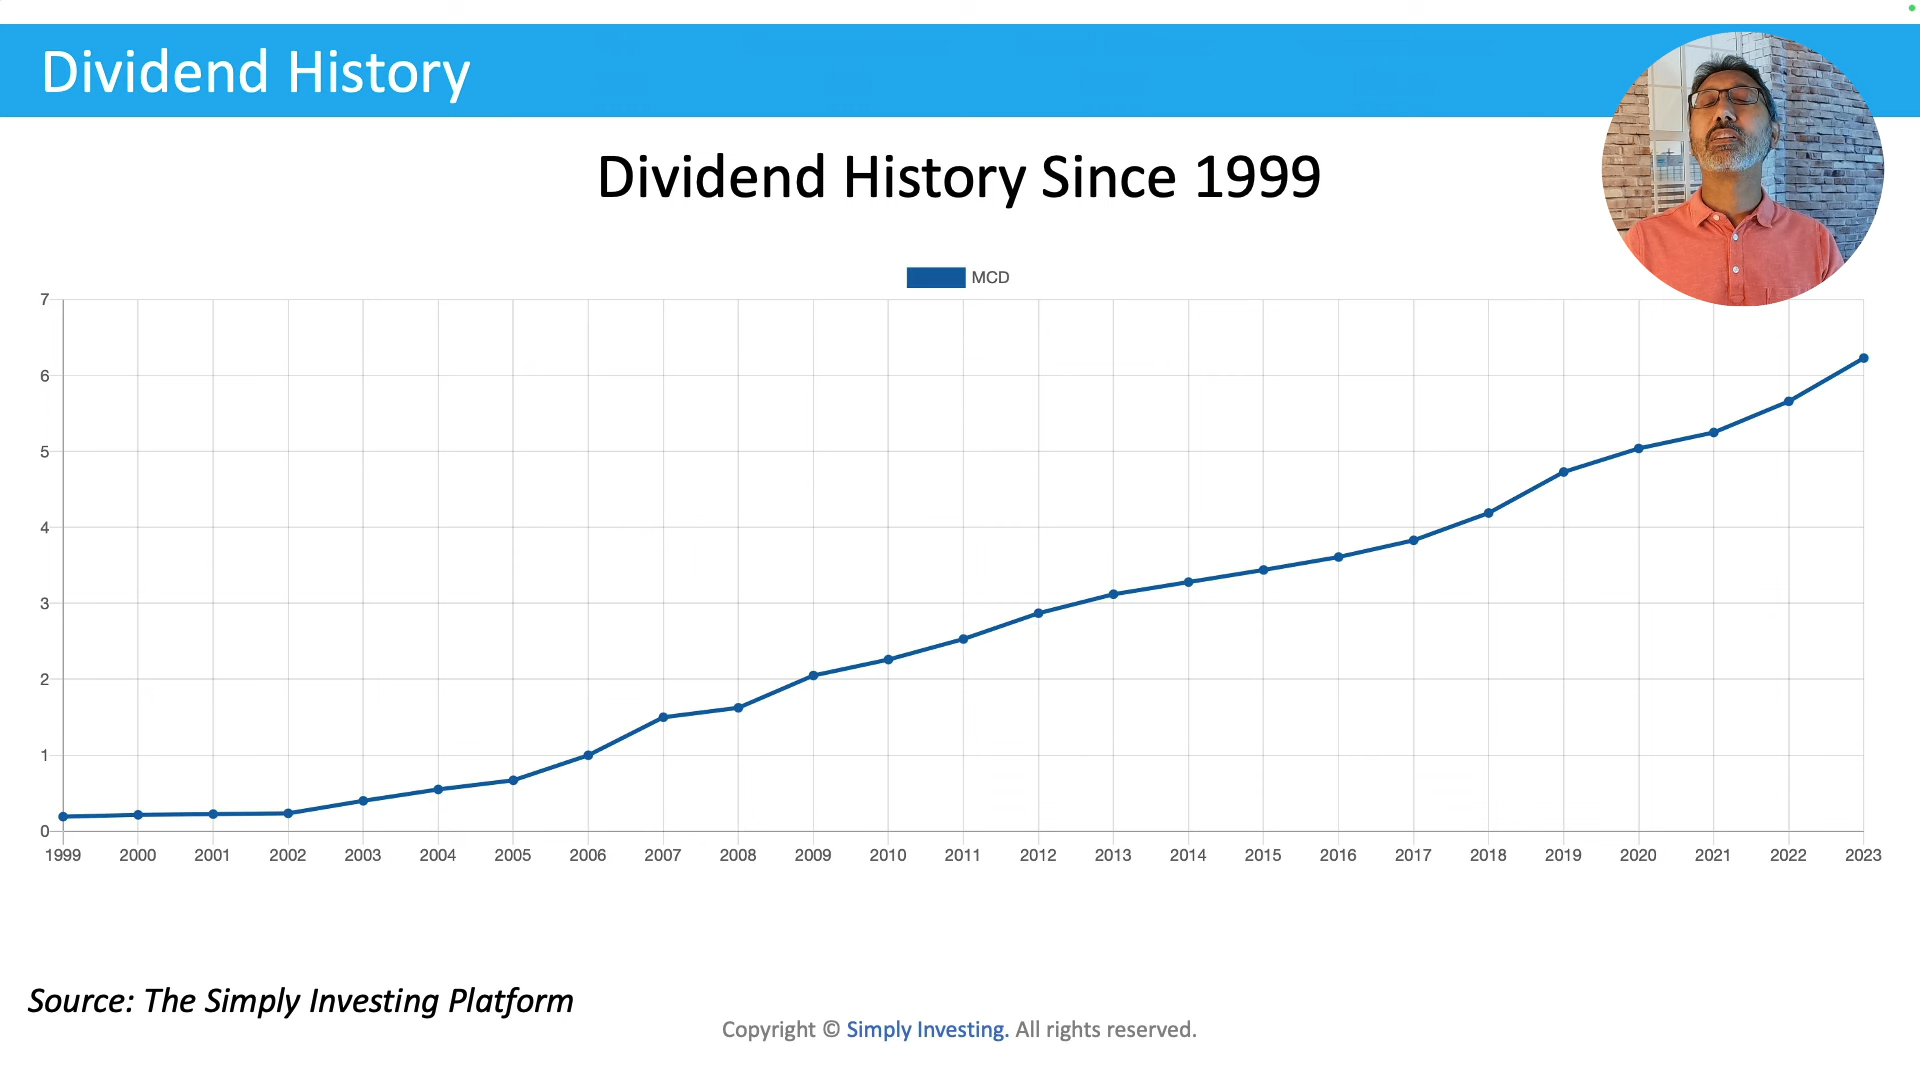 Dividend History
Dividend History Since 1999
MCD
7
6
5
4
3
2
1
0
1999 2000 2001 2002 2003 2004 2005 2006 2007 2008 2009 2010 2011 2012 2013 2014 2015 2016 2017 2018 2019 2020 2021 2022 2023
Source: The Simply Investing Platform
Copyright © Simply Investing. All rights reserved.